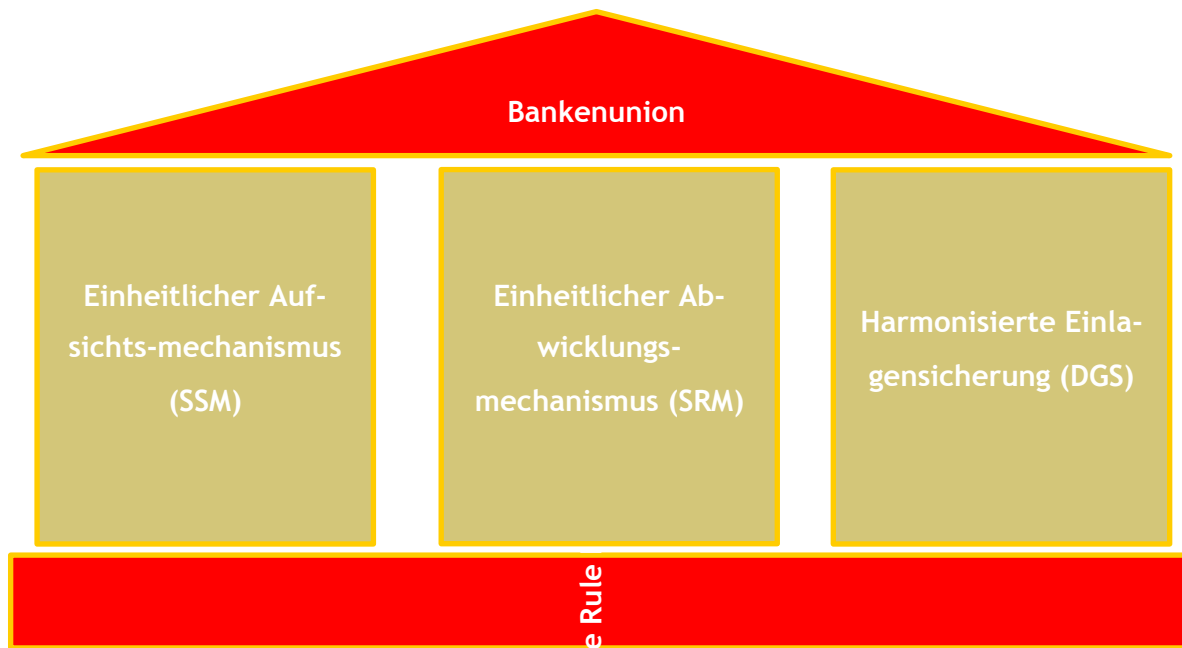 Bankenunion
Einheitlicher Auf-
sichts-mechanismus
(SSM)
Einheitlicher Ab-
wicklungs-
mechanismus (SRM)
Harmonisierte Einla-
gensicherung (DGS)
e Rule